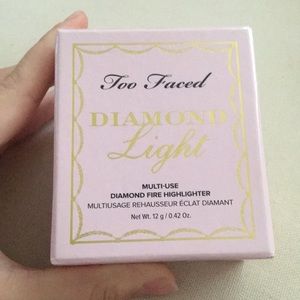 Too Faced
DIAMOND
Light
MULTI-USE
DIAMOND FIRE HIGHLIGHTER
MULTIUSAGE REHAUSSEUR ÉCLAT DIAMANT
Net Wt. 12 g / 0.42 Oz.